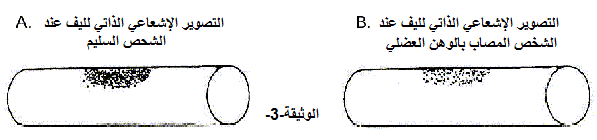 A. التصوير الإشعاعي الذاتي لليف عند
الشخص السليم
B. التصوير الإشعاعي الذاتي لليف عند
الشخص المصاب بالوهن العضلي
الوثيقة-3-